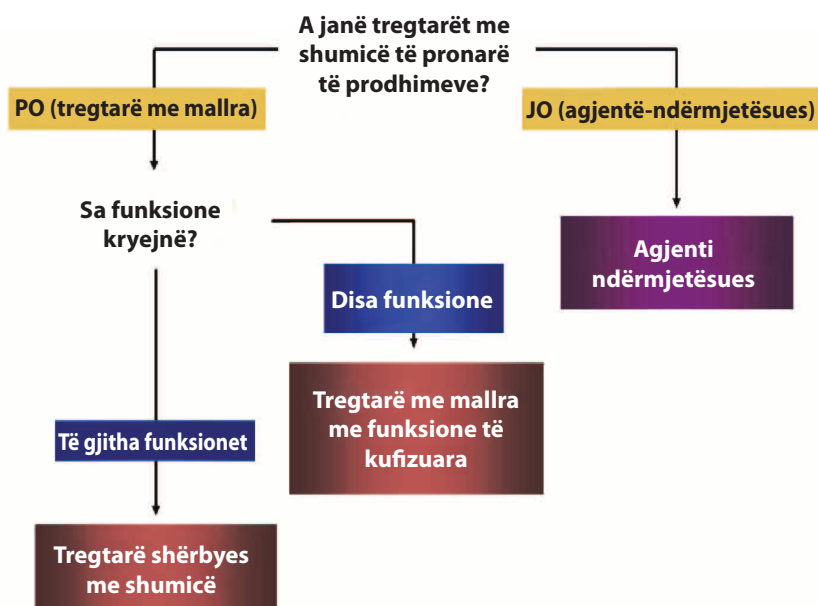 A janë tregtarët me
shumicë të pronarë
të prodhimeve?
PO (tregtarë me mallra)
JO (agjentë-ndërmjetësues)
Sa funksione
kryejnë?
Agjenti
ndërmjetësues
Disa funksione
Tregtarë me mallra
me funksione të
kufizuara
Të gjitha funksionet
Tregtarë shërbyes
me shumicë